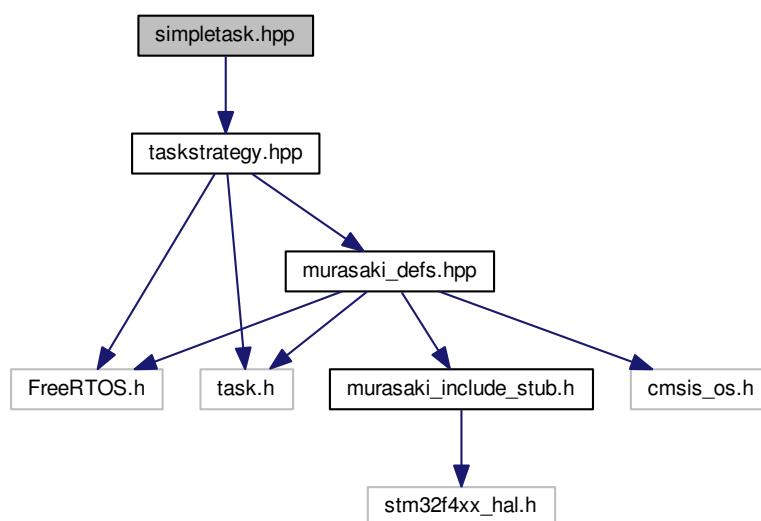 simpletask.hpp
taskstrategy.hpp
murasaki_defs.hpp
FreeRTOS.h
task.h
murasaki_include_stub.h
cmsis_os.h
stm32f4xx_hal.h